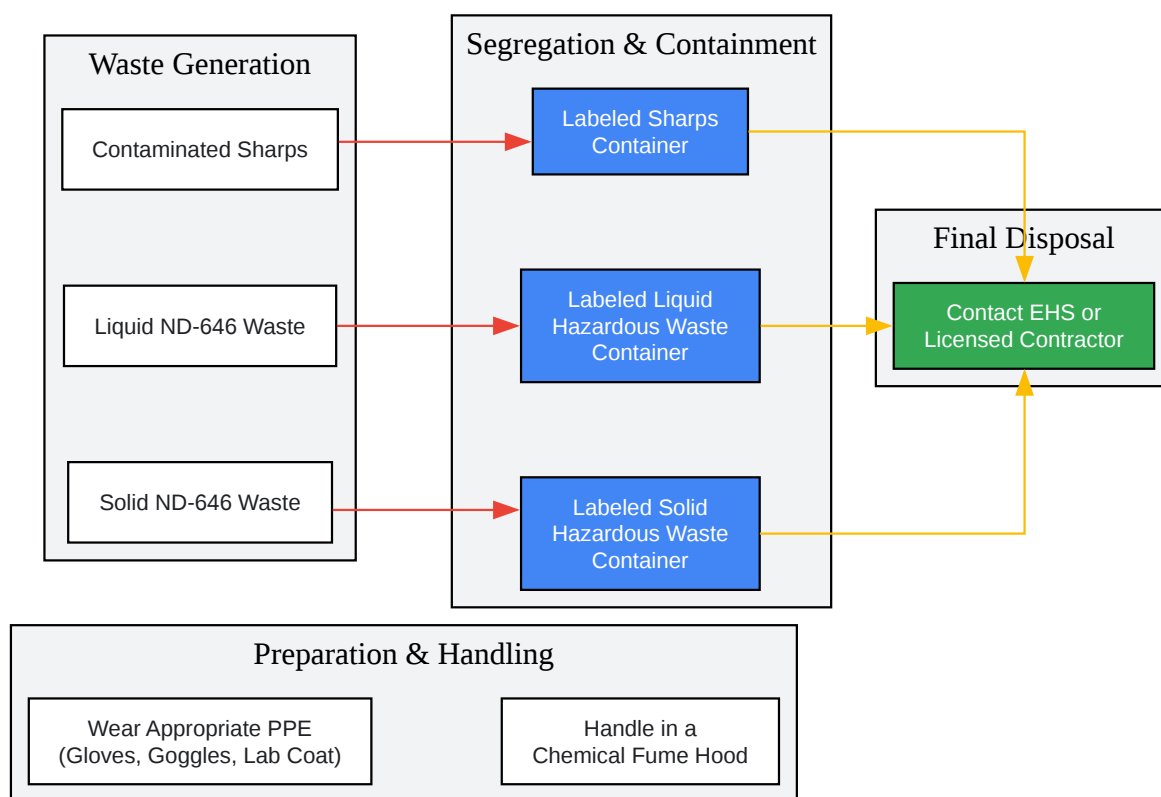 Waste Generation
Contaminated Sharps
Liquid ND-646 Waste
Solid ND-646 Waste
Segregation & Containment
Labeled Sharps
Container
Labeled Liquid
Hazardous Waste
Container
Labeled Solid
Hazardous Waste
Container
Final Disposal
Contact EHS or
Licensed Contractor
Preparation & Handling
Wear Appropriate PPE
(Gloves, Goggles, Lab Coat)
Handle in a
Chemical Fume Hood